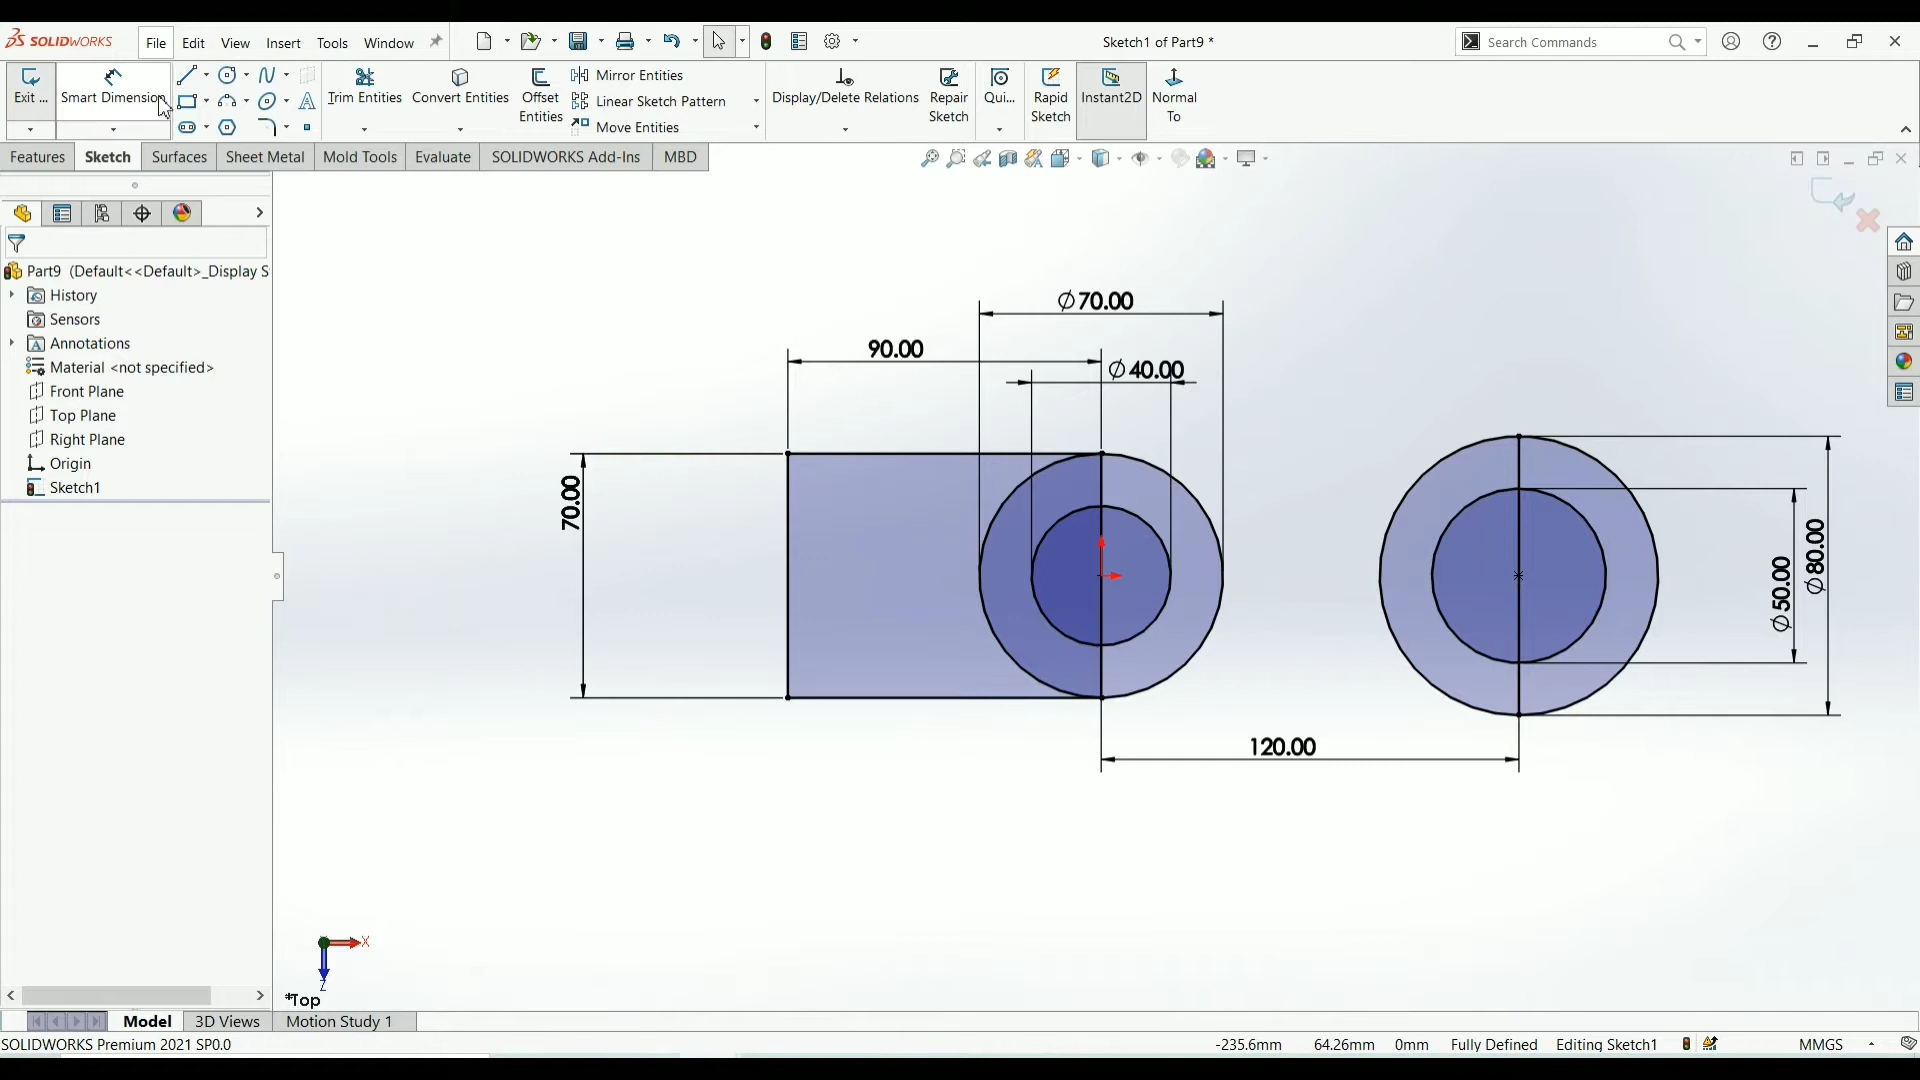 SOLIDWORKS File Edit View Insert Tools Window Sketch1 of Part9 * Search Commands
Exit ... Smart Dimension Trim Entities Convert Entities Offset Entities Mirror Entities Linear Sketch Pattern Move Entities Display/Delete Relations Repair Sketch Qui... Rapid Sketch Instant2D Normal To
Features Sketch Surfaces Sheet Metal Mold Tools Evaluate SOLIDWORKS Add-Ins MBD
Part9 (Default<<Default>_Display S
History
Sensors
Annotations
Material <not specified>
Front Plane
Top Plane
Right Plane
Origin
Sketch1
∅70.00
90.00
∅40.00
70.00
∅50.00
∅80.00
120.00
X
Z
*Top
Model 3D Views Motion Study 1
SOLIDWORKS Premium 2021 SP0.0 -235.6mm 64.26mm 0mm Fully Defined Editing Sketch1 MMGS